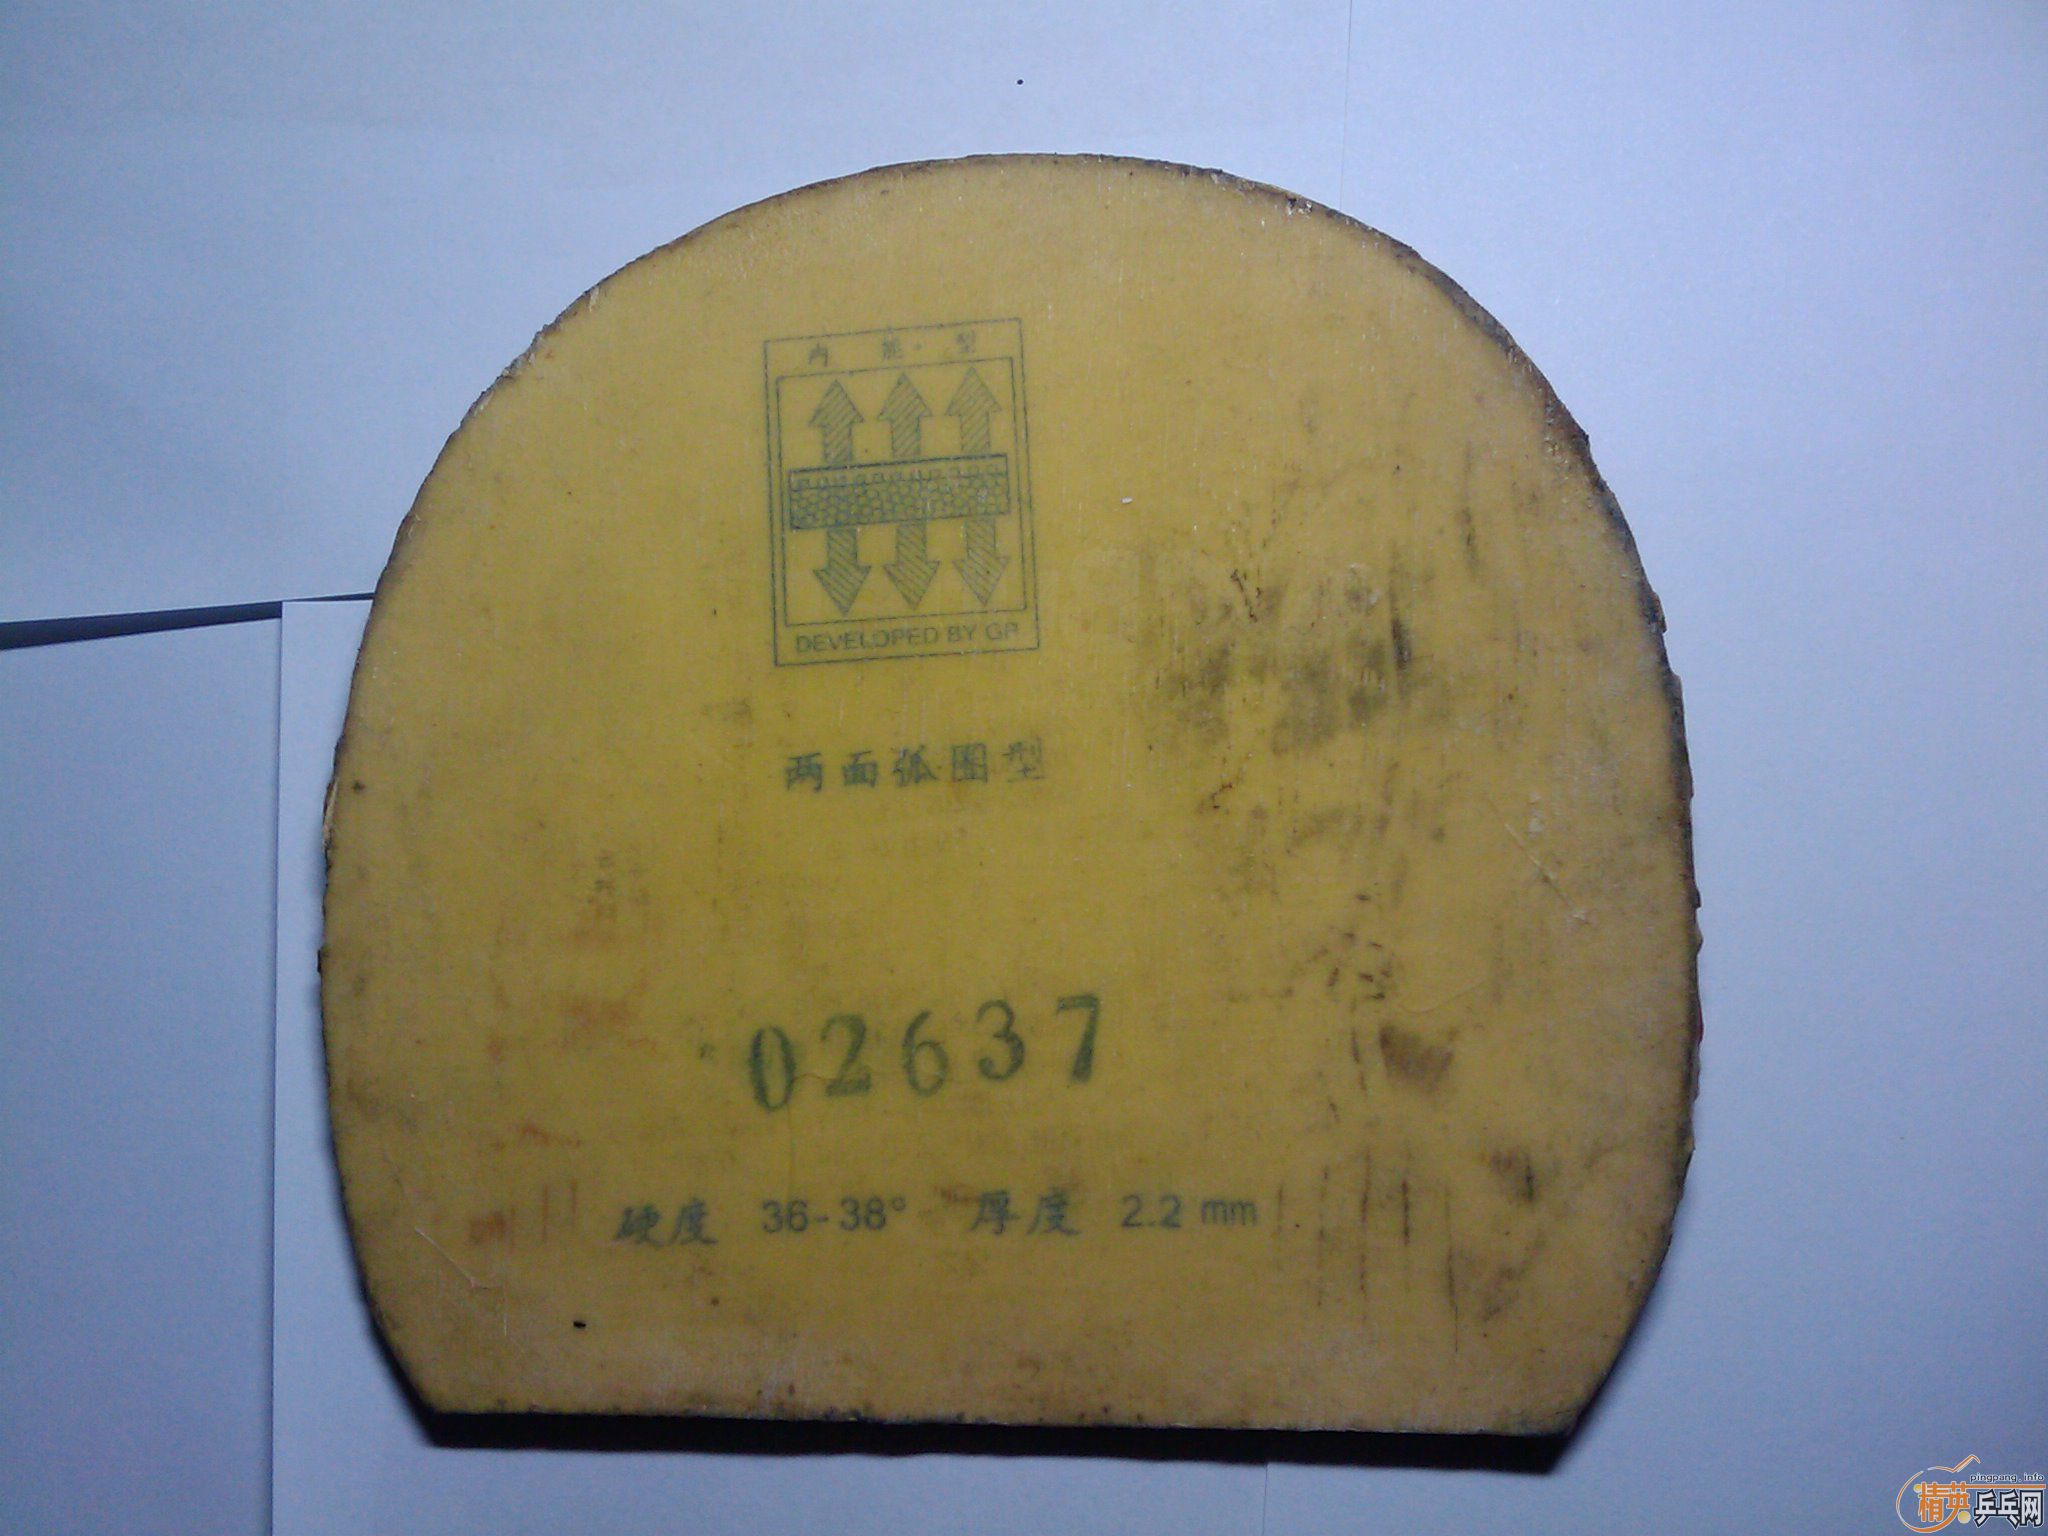 内 能 型
DEVELOPED BY GP
两面弧圈型
02637
硬度 36-38° 厚度 2.2 mm
pingpang.info
精英乒乓网